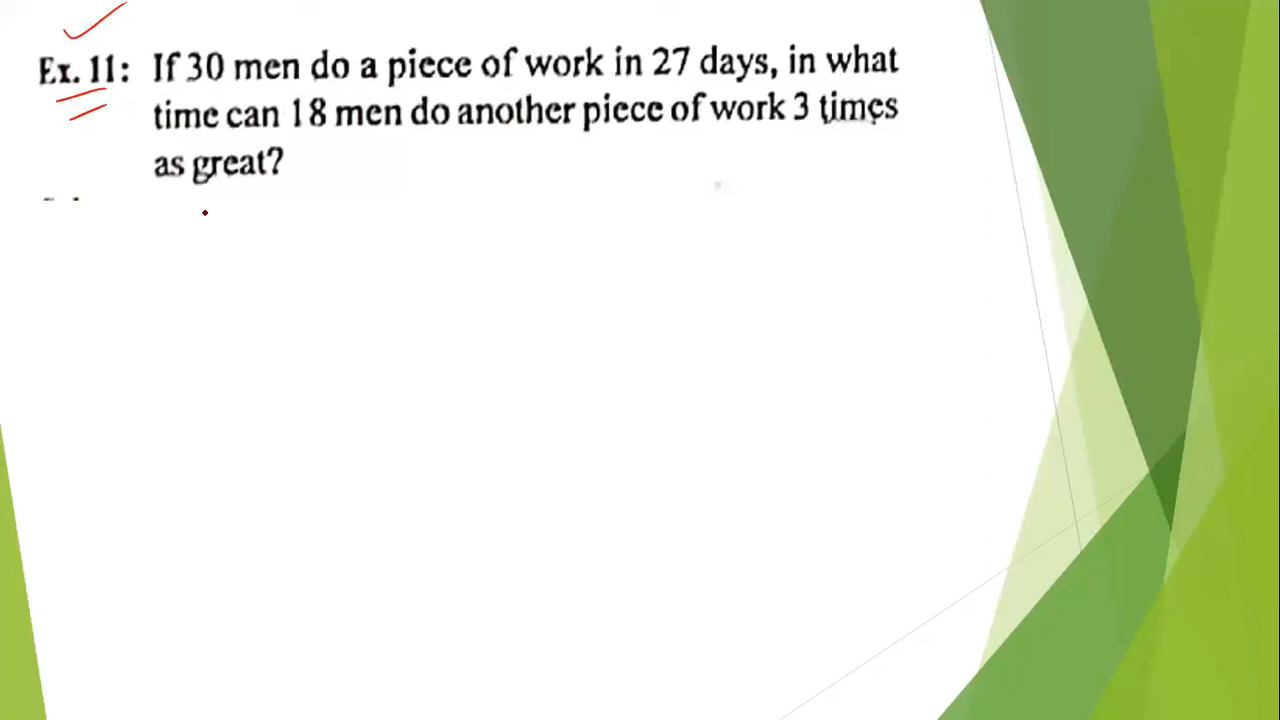 Ex. 11: If 30 men do a piece of work in 27 days, in what
time can 18 men do another piece of work 3 times
as great?